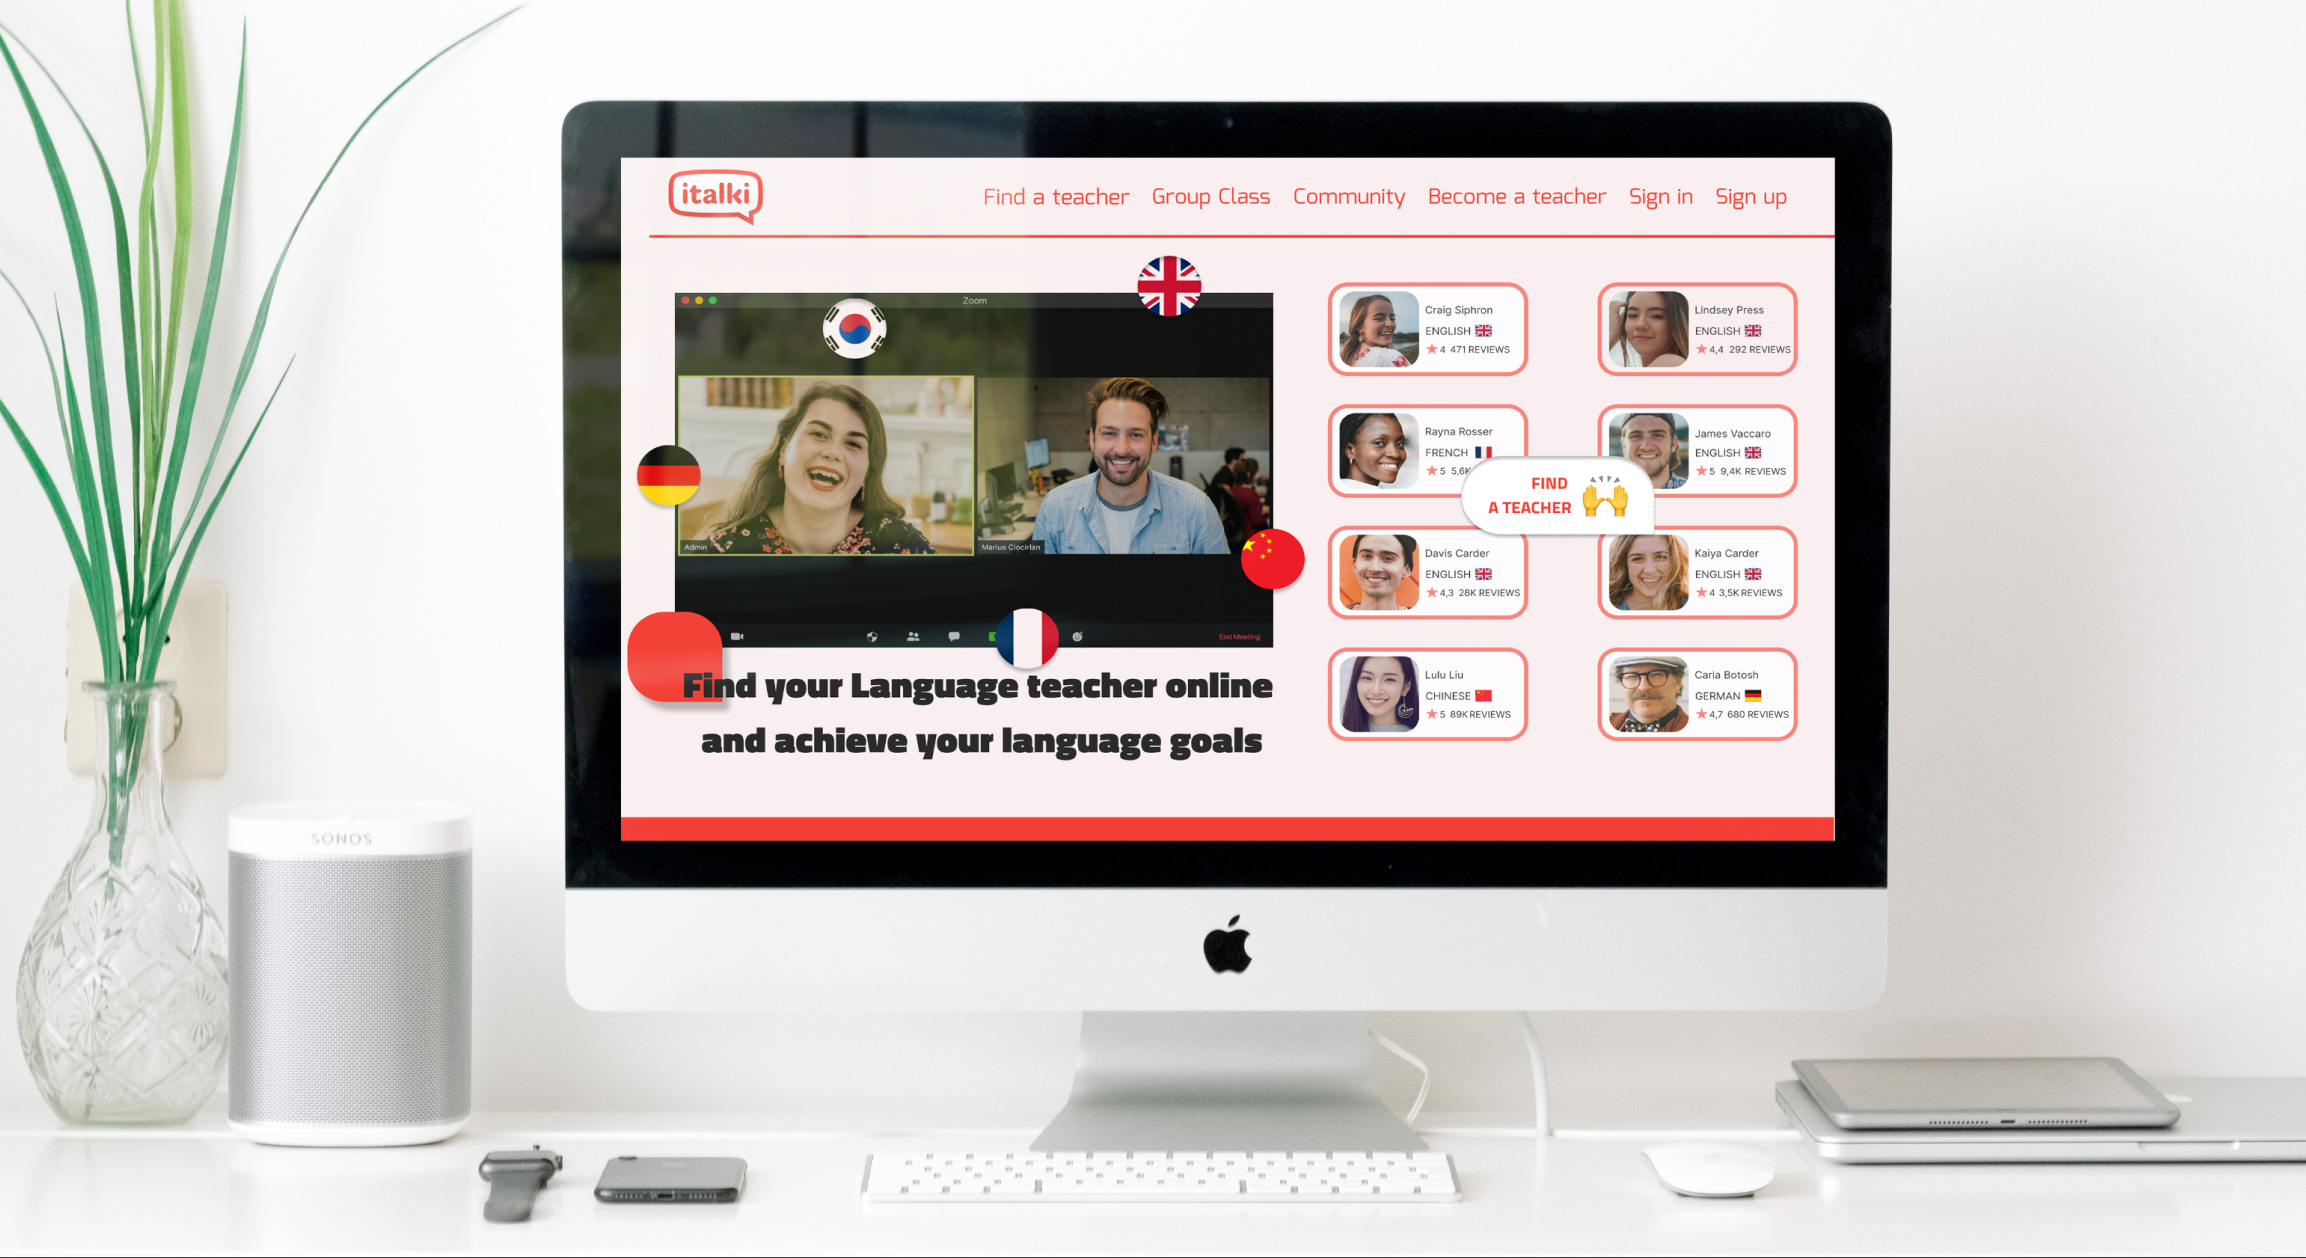 italki
Find a teacher Group Class Community Become a teacher Sign in Sign up
Zoom
Admin
Marius Ciocirlan
End Meeting
Find your Language teacher online
and achieve your language goals
Craig Siphron
ENGLISH
4 471 REVIEWS
Lindsey Press
ENGLISH
4,4 292 REVIEWS
Rayna Rosser
FRENCH
5 5,6K
James Vaccaro
ENGLISH
5 9,4K REVIEWS
FIND
A TEACHER
Davis Carder
ENGLISH
4,3 28K REVIEWS
Kaiya Carder
ENGLISH
4 3,5K REVIEWS
Lulu Liu
CHINESE
5 89K REVIEWS
Carla Botosh
GERMAN
4,7 680 REVIEWS
SONOS